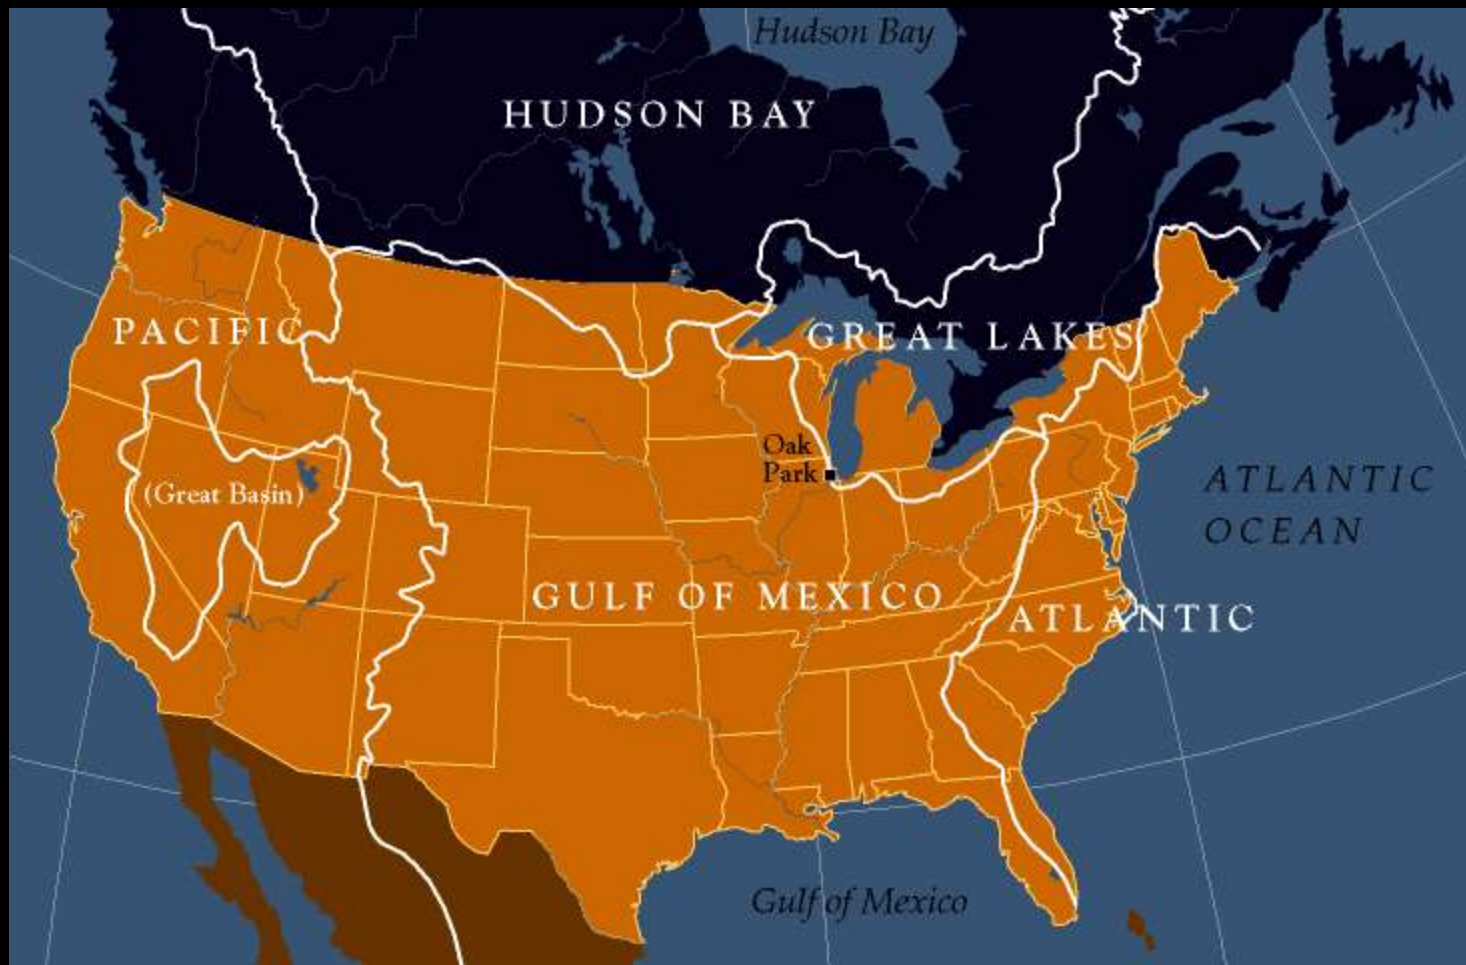 Hudson Bay
HUDSON BAY
PACIFIC
GREAT LAKES
Oak
Park
(Great Basin)
ATLANTIC
OCEAN
GULF OF MEXICO
ATLANTIC
Gulf of Mexico